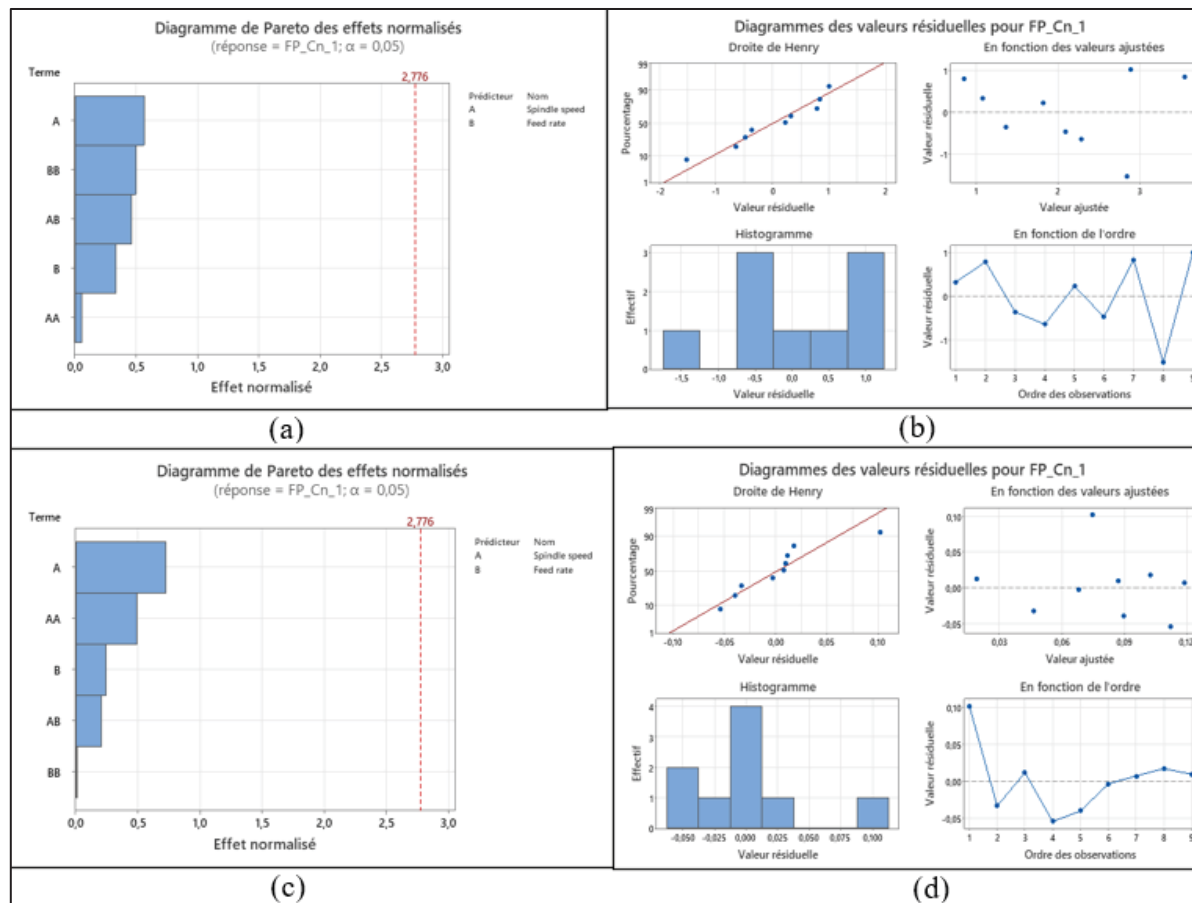 Diagramme de Pareto des effets normalisés
(réponse = FP_Cn_1; α = 0,05)
Terme
2,776
A
BB
AB
B
AA
0,0 0,5 1,0 1,5 2,0 2,5 3,0
Effet normalisé
Prédicteur Nom
A Spindle speed
B Feed rate
(a)
Diagrammes des valeurs résiduelles pour FP_Cn_1
Droite de Henry
Pourcentage
99
90
50
10
1
-2 -1 0 1 2
Valeur résiduelle
En fonction des valeurs ajustées
Valeur résiduelle
1
0
-1
1 2 3
Valeur ajustée
Histogramme
Effectif
3
2
1
0
-1,5 -1,0 -0,5 0,0 0,5 1,0
Valeur résiduelle
En fonction de l'ordre
Valeur résiduelle
1
0
-1
1 2 3 4 5 6 7 8 9
Ordre des observations
(b)
Diagramme de Pareto des effets normalisés
(réponse = FP_Cn_1; α = 0,05)
Terme
2,776
A
AA
B
AB
BB
0,0 0,5 1,0 1,5 2,0 2,5 3,0
Effet normalisé
Prédicteur Nom
A Spindle speed
B Feed rate
(c)
Diagrammes des valeurs résiduelles pour FP_Cn_1
Droite de Henry
Pourcentage
99
90
50
10
1
-0,10 -0,05 0,00 0,05 0,10
Valeur résiduelle
En fonction des valeurs ajustées
Valeur résiduelle
0,10
0,05
0,00
-0,05
0,03 0,06 0,09 0,12
Valeur ajustée
Histogramme
Effectif
4
3
2
1
0
-0,050 -0,025 0,000 0,025 0,050 0,075 0,100
Valeur résiduelle
En fonction de l'ordre
Valeur résiduelle
0,10
0,05
0,00
-0,05
1 2 3 4 5 6 7 8 9
Ordre des observations
(d)